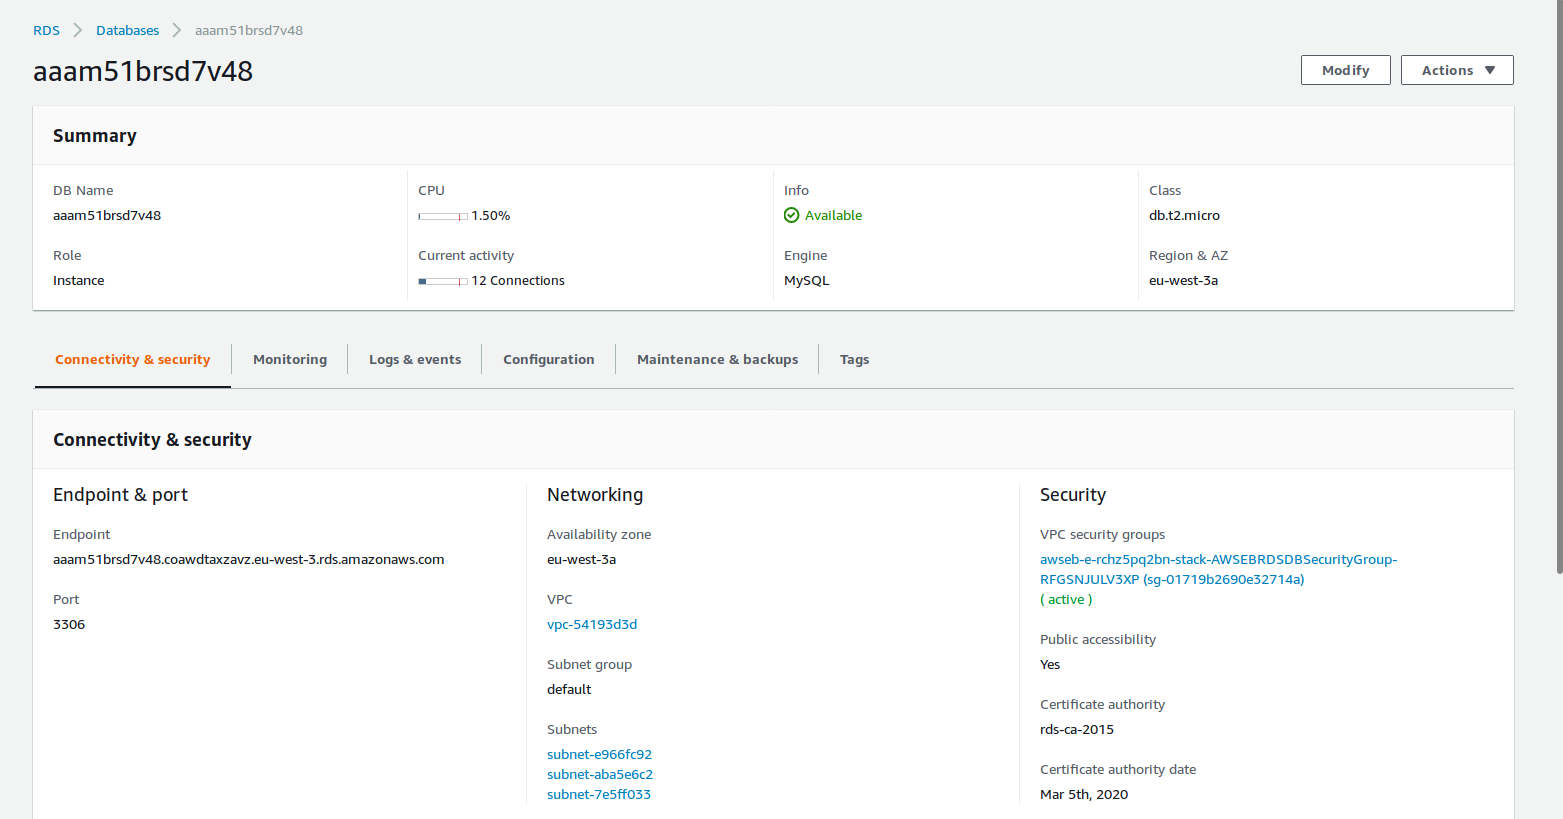 RDS > Databases > aaam51brsd7v48
aaam51brsd7v48
Modify
Actions ▼
Summary
DB Name
aaam51brsd7v48
CPU
1.50%
Info
Available
Class
db.t2.micro
Role
Instance
Current activity
12 Connections
Engine
MySQL
Region & AZ
eu-west-3a
Connectivity & security
Monitoring
Logs & events
Configuration
Maintenance & backups
Tags
Connectivity & security
Endpoint & port
Endpoint
aaam51brsd7v48.coawdtaxzavz.eu-west-3.rds.amazonaws.com
Port
3306
Networking
Availability zone
eu-west-3a
VPC
vpc-54193d3d
Subnet group
default
Subnets
subnet-e966fc92
subnet-aba5e6c2
subnet-7e5ff033
Security
VPC security groups
awseb-e-rchz5pq2bn-stack-AWSEBRDSDBSecurityGroup-
RFGSNJULV3XP (sg-01719b2690e32714a)
( active )
Public accessibility
Yes
Certificate authority
rds-ca-2015
Certificate authority date
Mar 5th, 2020